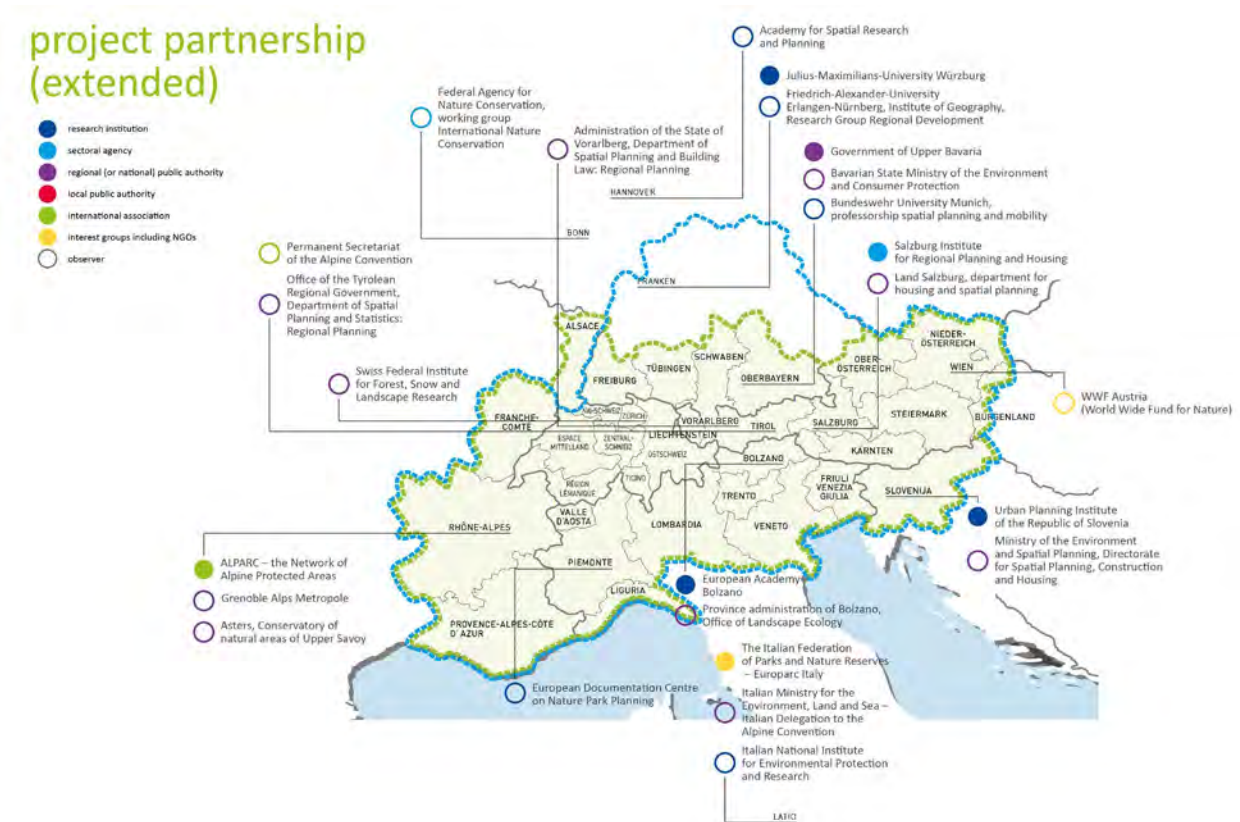 project partnership
(extended)
research institution
sectoral agency
regional (or national) public authority
local public authority
international association
interest groups including NGOs
observer
Academy for Spatial Research
and Planning
Julius-Maximilians-University Würzburg
Friedrich-Alexander-University
Erlangen-Nürnberg, Institute of Geography,
Research Group Regional Development
Federal Agency for
Nature Conservation,
working group
International Nature
Conservation
Administration of the State of
Vorarlberg, Department of
Spatial Planning and Building
Law: Regional Planning
Government of Upper Bavaria
Bavarian State Ministry of the Environment
and Consumer Protection
Bundeswehr University Munich,
professorship spatial planning and mobility
HANNOVER
BONN
FRANKEN
Permanent Secretariat
of the Alpine Convention
Office of the Tyrolean
Regional Government,
Department of Spatial
Planning and Statistics:
Regional Planning
Salzburg Institute
for Regional Planning and Housing
Land Salzburg, department for
housing and spatial planning
Swiss Federal Institute
for Forest, Snow and
Landscape Research
WWF Austria
(World Wide Fund for Nature)
ALSACE
FREIBURG
TÜBINGEN
SCHWABEN
OBERBAYERN
OBER-
ÖSTERREICH
NIEDER-
ÖSTERREICH
WIEN
BURGENLAND
STEIERMARK
SALZBURG
KÄRNTEN
TIROL
VORARLBERG
LIECHTENSTEIN
ZÜRICH
FRANCHE-
COMTÉ
ESPACE
MITTELLAND
ZENTRAL-
SCHWEIZ
OSTSCHWEIZ
TICINO
RÉGION
LÉMANIQUE
VALLE
D'AOSTA
BOLZANO
TRENTO
FRIULI
VENEZIA
GIULIA
SLOVENIJA
LOMBARDIA
VENETO
RHÔNE-ALPES
PIEMONTE
LIGURIA
PROVENCE-ALPES-CÔTE
D'AZUR
ALPARC – the Network of
Alpine Protected Areas
Grenoble Alps Metropole
Asters, Conservatory of
natural areas of Upper Savoy
Urban Planning Institute
of the Republic of Slovenia
Ministry of the Environment
and Spatial Planning, Directorate
for Spatial Planning, Construction
and Housing
European Academy
Bolzano
Province administration of Bolzano,
Office of Landscape Ecology
European Documentation Centre
on Nature Park Planning
The Italian Federation
of Parks and Nature Reserves
– Europarc Italy
Italian Ministry for the
Environment, Land and Sea –
Italian Delegation to the
Alpine Convention
Italian National Institute
for Environmental Protection
and Research
LATIO